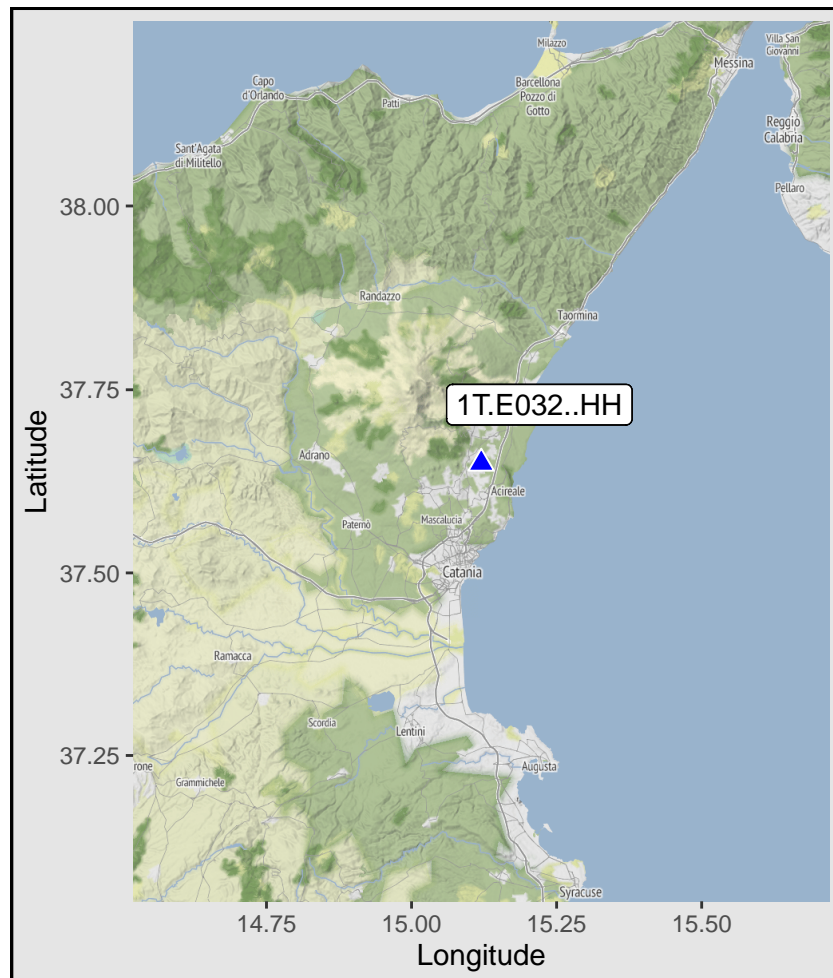 Milazzo
Villa San
Giovanni
Messina
Capo
d'Orlando
Patti
Barcellona
Pozzo di
Gotto
Reggio
Calabria
Sant'Agata
di Militello
Pellaro
38.00
Randazzo
Taormina
37.75
1T.E032..HH
Adrano
Acireale
Mascalucia
Paternò
37.50
Catania
Ramacca
Scordia
Lentini
37.25
rone
Augusta
Grammichele
Syracuse
14.75
15.00
15.25
15.50
Longitude
Latitude